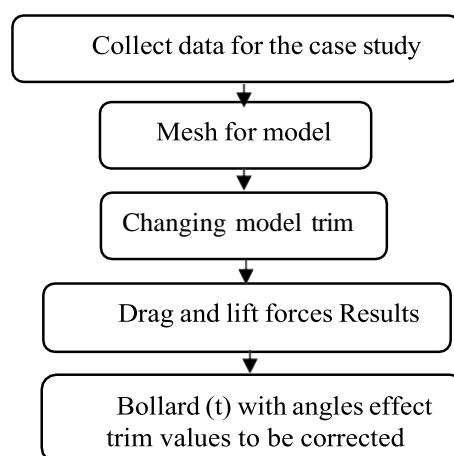 Collect data for the case study
Mesh for model
Changing model trim
Drag and lift forces Results
Bollard (t) with angles effect
trim values to be corrected